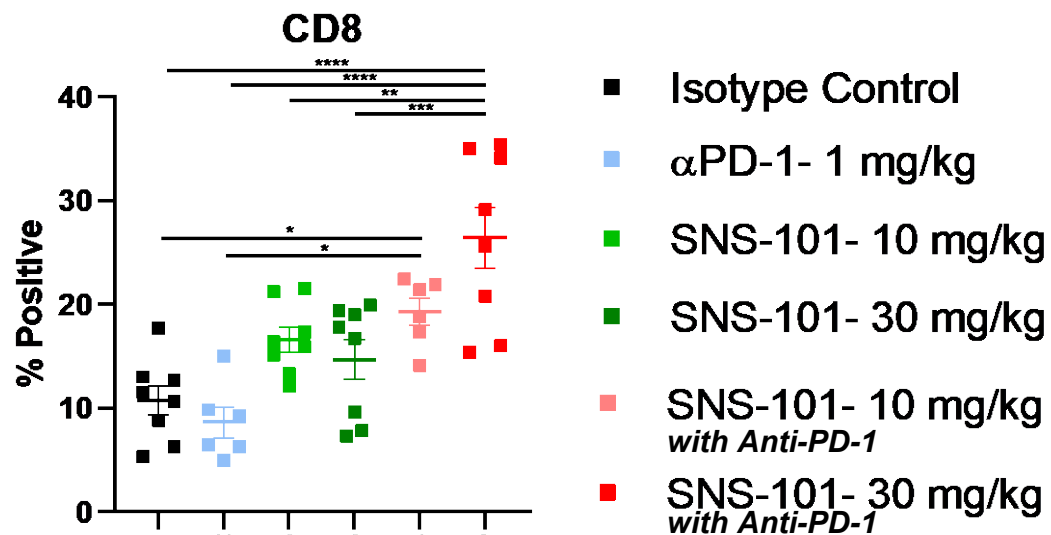 CD8
****
****
**
***
*
*
% Positive
40
30
20
10
0
Isotype Control
αPD-1- 1 mg/kg
SNS-101- 10 mg/kg
SNS-101- 30 mg/kg
SNS-101- 10 mg/kg
with Anti-PD-1
SNS-101- 30 mg/kg
with Anti-PD-1